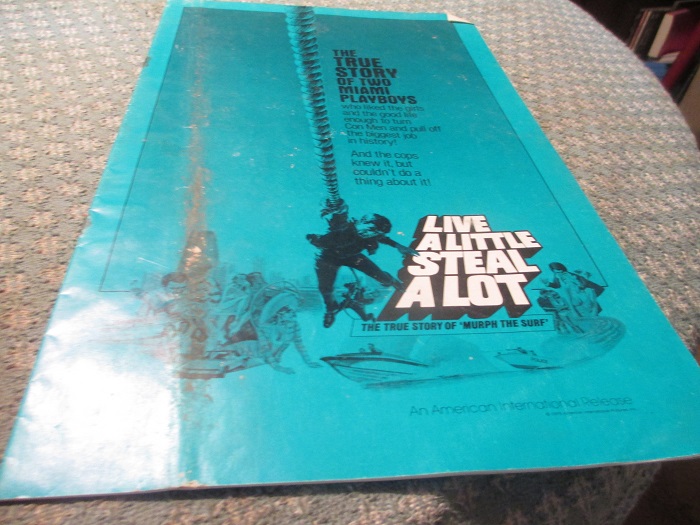 THE
TRUE
STORY
OF TWO
MIAMI
PLAYBOYS
who liked the girls
and the good life
enough to turn
Con Men and pull off
the biggest job
in history!
And the cops
knew it, but
couldn't do a
thing about it!
LIVE
A LITTLE
STEAL
A LOT
THE TRUE STORY OF "MURPH THE SURF"
An American International Release